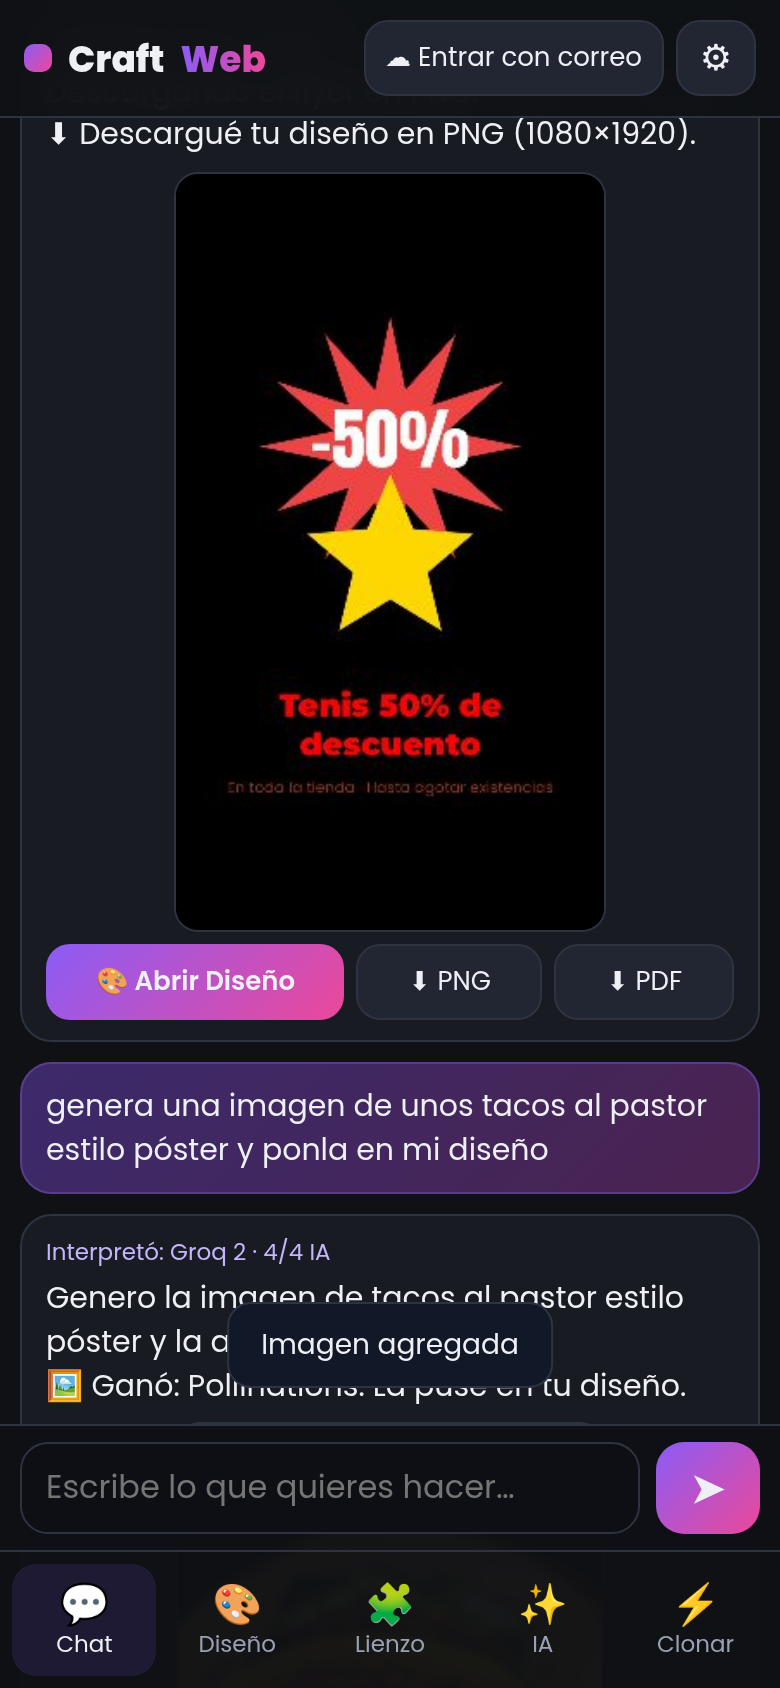 Craft Web
☁ Entrar con correo
⬇ Descargué tu diseño en PNG (1080×1920).
-50%
Tenis 50% de
descuento
En toda la tienda Hasta agotar existencias
🎨 Abrir Diseño
⬇ PNG
⬇ PDF
genera una imagen de unos tacos al pastor
estilo póster y ponla en mi diseño
Interpretó: Groq 2 · 4/4 IA
Genero la imagen de tacos al pastor estilo
póster y la
Imagen agregada
🖼️ Ganó: Pollinations. La puse en tu diseño.
Escribe lo que quieres hacer...
Chat
Diseño
Lienzo
IA
Clonar